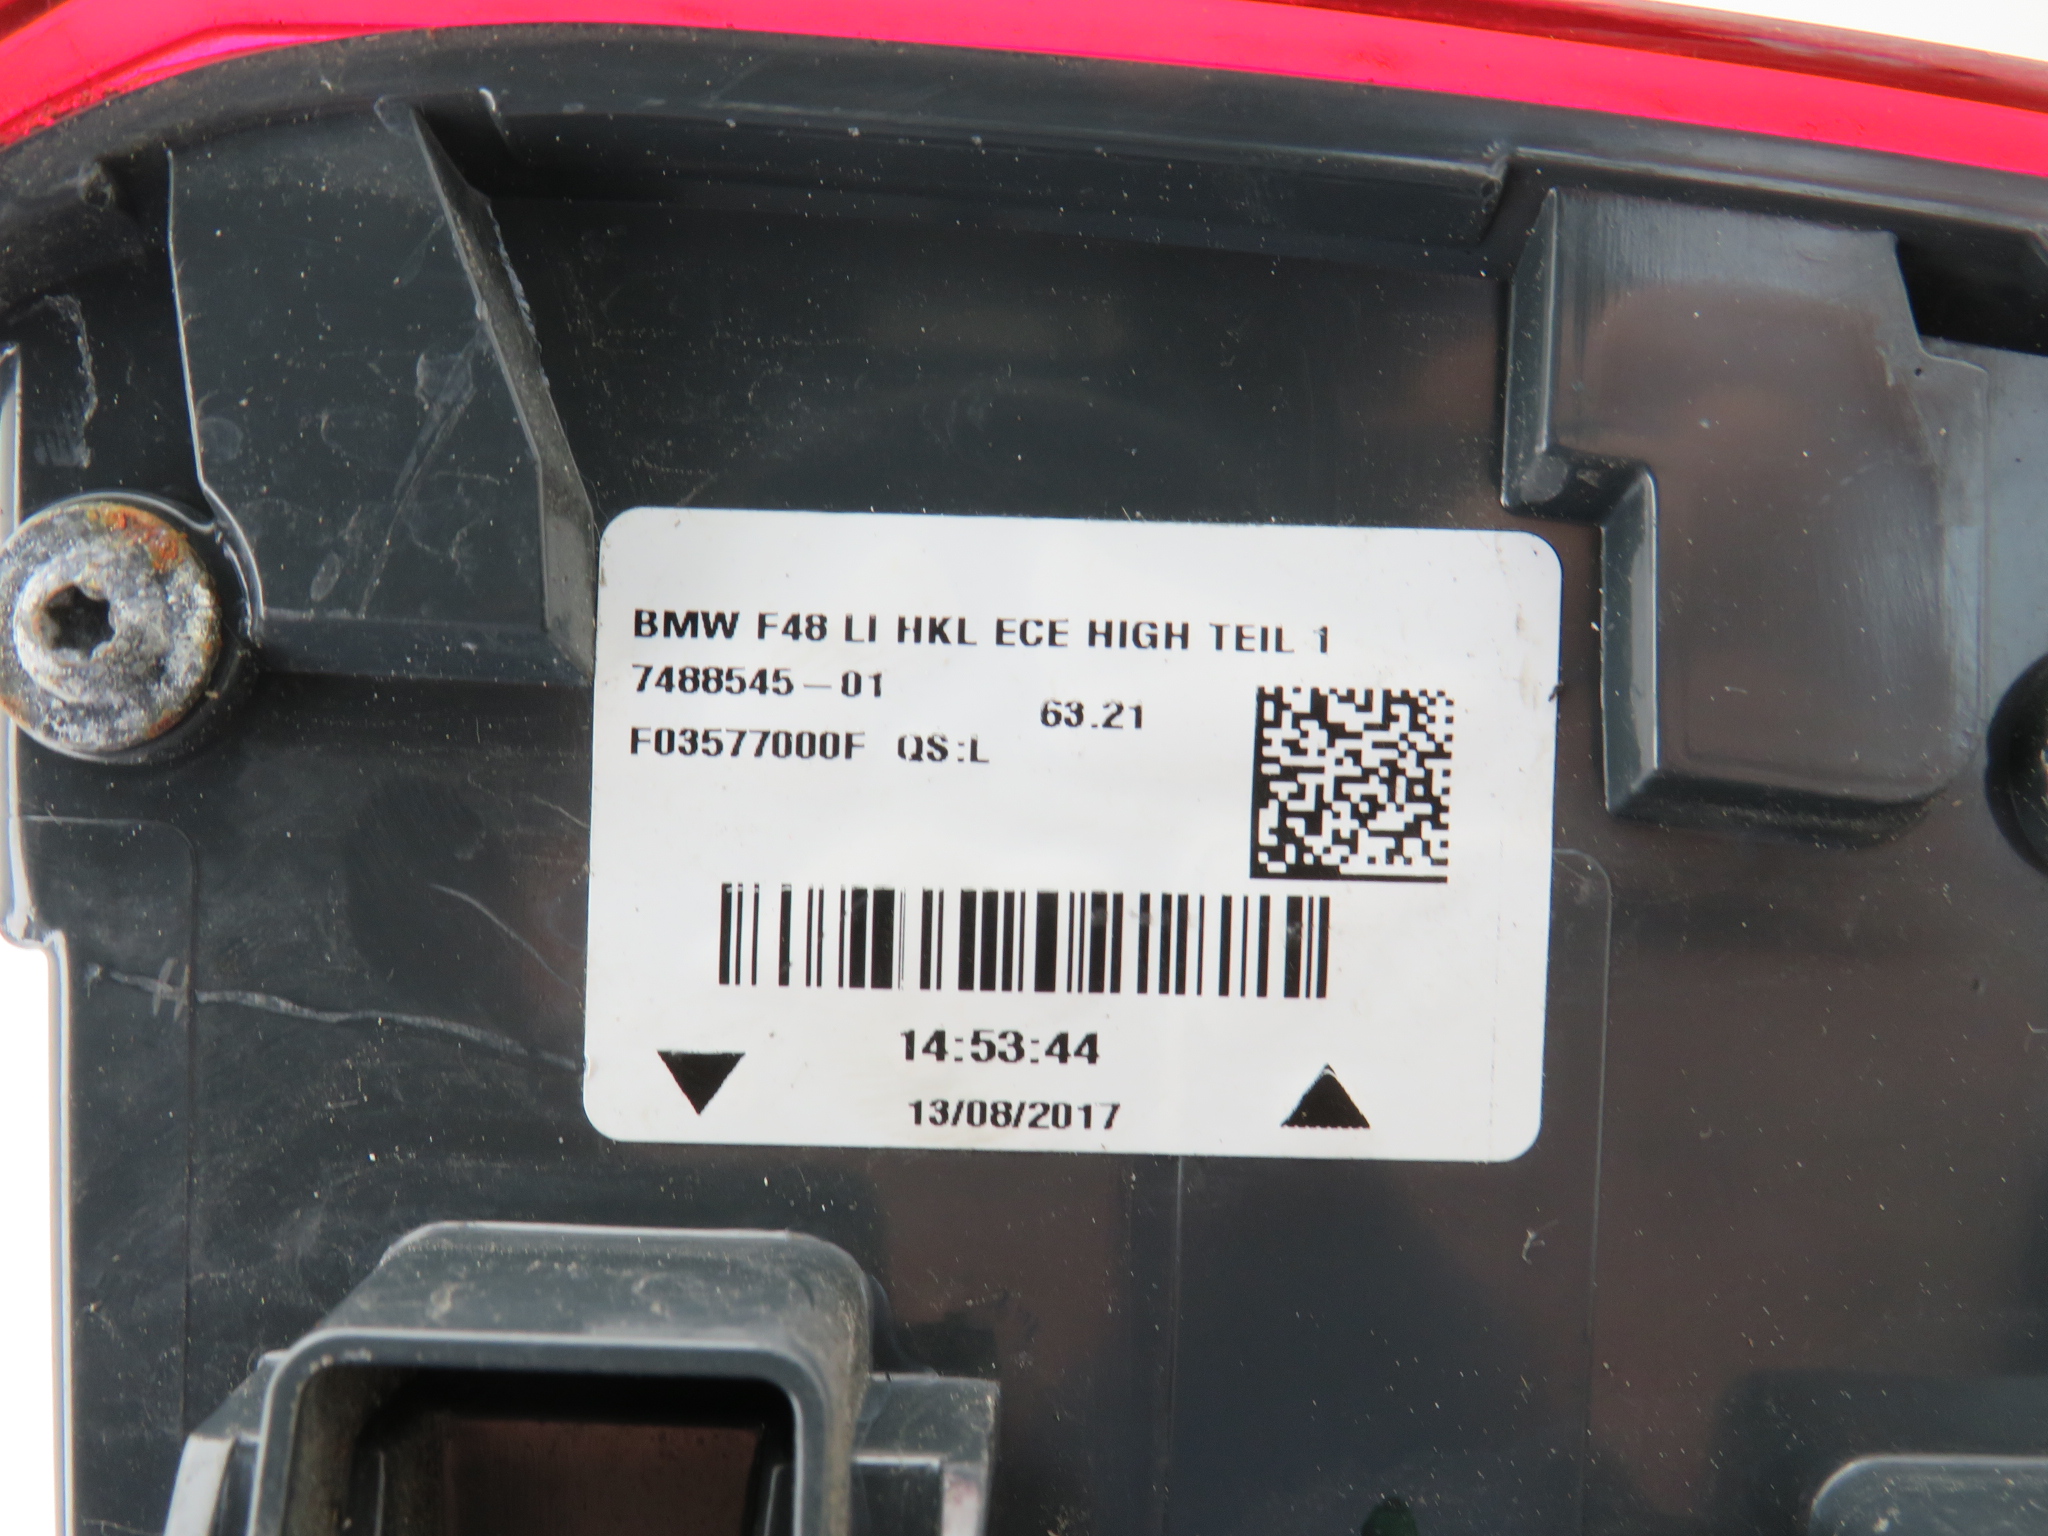 BMW F48 LI HKL ECE HIGH TEIL 1
7488545-01
63.21
F03577000F QS:L
14:53:44
13/08/2017